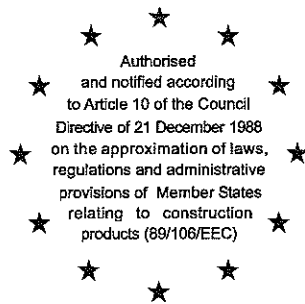 Authorised
and notified according
to Article 10 of the Council
Directive of 21 December 1988
on the approximation of laws,
regulations and administrative
provisions of Member States
relating to construction
products (89/106/EEC)